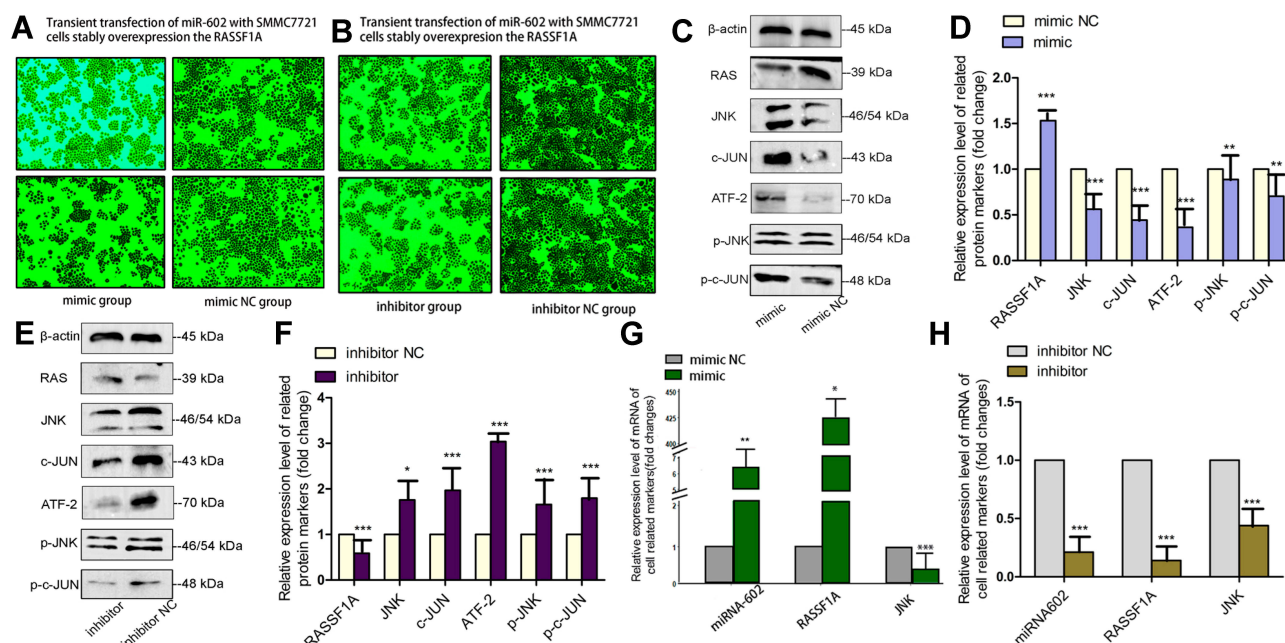 A
Transient transfection of miR-602 with SMMC7721
cells stably overexpression the RASSF1A
mimic group
mimic NC group
B
Transient transfection of miR-602 with SMMC7721
cells stably overexpresion the RASSF1A
inhibitor group
inhibitor NC group
C
β-actin
--45 kDa
RAS
--39 kDa
JNK
46/54 kDa
c-JUN
--43 kDa
ATF-2
--70 kDa
p-JNK
--46/54 kDa
p-c-JUN
--48 kDa
mimic
mimic NC
D
mimic NC
mimic
Relative expression level of related
protein markers (fold change)
2.0
1.5
1.0
0.5
0.0
***
***
***
***
**
**
RASSF1A
JNK
c-JUN
ATF-2
p-JNK
p-c-JUN
E
β-actin
--45 kDa
RAS
--39 kDa
JNK
--46/54 kDa
c-JUN
--43 kDa
ATF-2
--70 kDa
p-JNK
--46/54 kDa
p-c-JUN
--48 kDa
inhibitor
inhibitor NC
F
inhibitor NC
inhibitor
Relative expression level of related
protein markers (fold change)
4
3
2
1
0
***
*
***
***
***
***
RASSF1A
JNK
c-JUN
ATF-2
p-JNK
p-c-JUN
G
mimic NC
mimic
Relative expression level of mRNA of
cell related markers(fold changes)
450
425
400
7
6
5
2
1
0
**
*
***
miRNA-602
RASSF1A
JNK
H
inhibitor NC
inhibitor
Relative expression level of mRNA of
cell related markers (fold changes)
1.5
1.0
0.5
0.0
***
***
***
miRNA602
RASSF1A
JNK